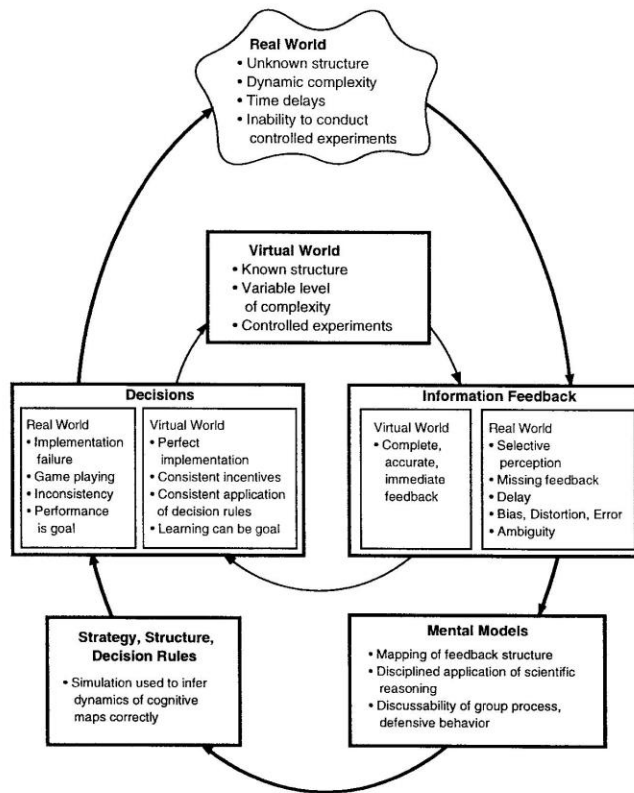 Real World
• Unknown structure
• Dynamic complexity
• Time delays
• Inability to conduct
controlled experiments
Virtual World
• Known structure
• Variable level
of complexity
• Controlled experiments
Decisions
Real World
• Implementation
failure
• Game playing
• Inconsistency
• Performance
is goal
Virtual World
• Perfect
implementation
• Consistent incentives
• Consistent application
of decision rules
• Learning can be goal
Information Feedback
Virtual World
• Complete,
accurate,
immediate
feedback
Real World
• Selective
perception
• Missing feedback
• Delay
• Bias, Distortion, Error
• Ambiguity
Strategy, Structure,
Decision Rules
• Simulation used to infer
dynamics of cognitive
maps correctly
Mental Models
• Mapping of feedback structure
• Disciplined application of scientific
reasoning
• Discussability of group process,
defensive behavior